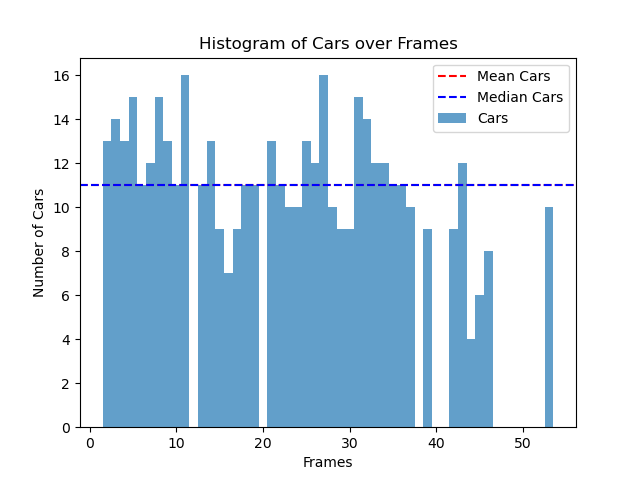 Histogram of Cars over Frames
Mean Cars
Median Cars
Cars
Number of Cars
16
14
12
10
8
6
4
2
0
0 10 20 30 40 50
Frames